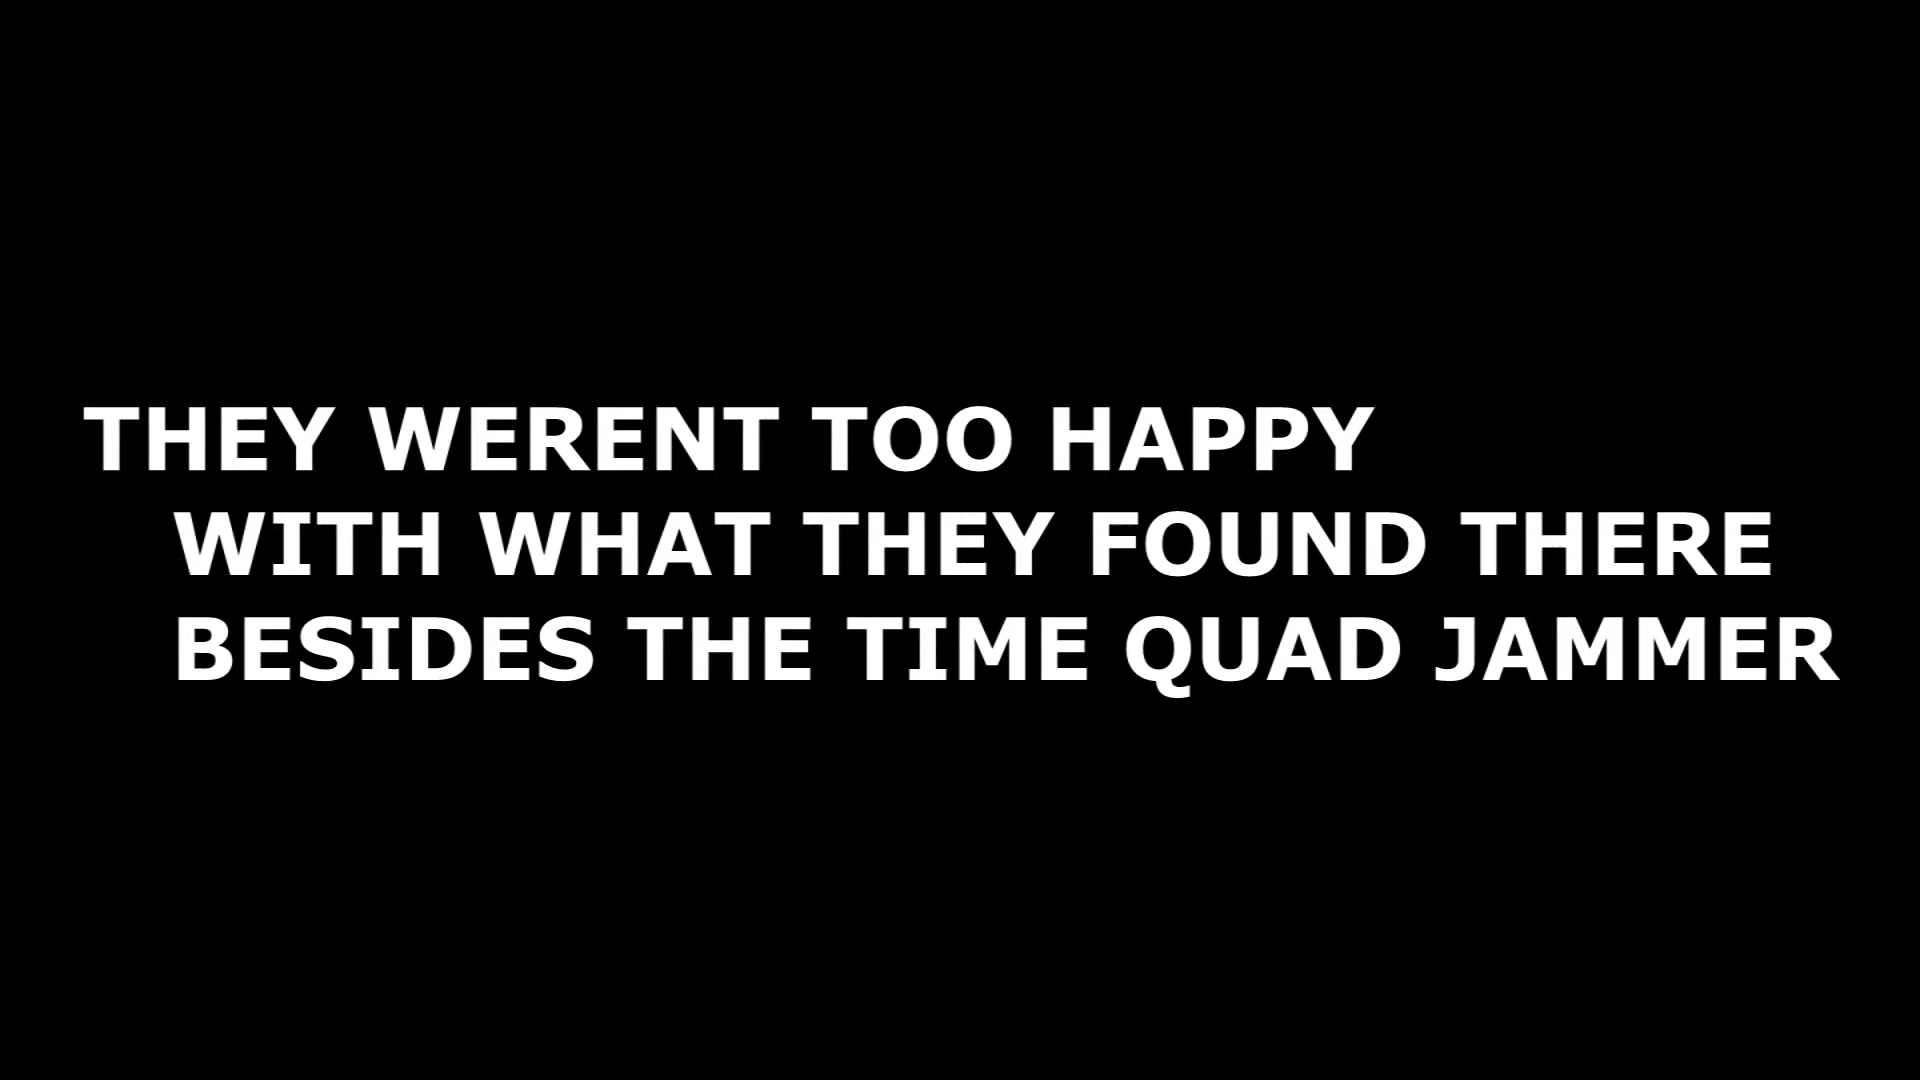 THEY WERENT TOO HAPPY
WITH WHAT THEY FOUND THERE
BESIDES THE TIME QUAD JAMMER